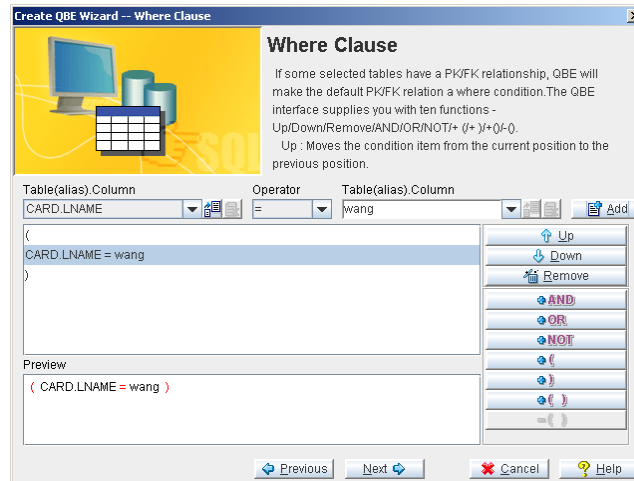 Create QBE Wizard -- Where Clause
Where Clause
If some selected tables have a PK/FK relationship, QBE will
make the default PK/FK relation a where condition.The QBE
interface supplies you with ten functions -
Up/Down/Remove/AND/OR/NOT/+ (/+ )/+()/-().
Up : Moves the condition item from the current position to the
previous position.
SQL
Table(alias).Column Operator Table(alias).Column
CARD.LNAME = wang Add
(
CARD.LNAME = wang
)
Up
Down
Remove
AND
OR
NOT
(
)
( )
-( )
Preview
( CARD.LNAME = wang )
Previous Next Cancel Help